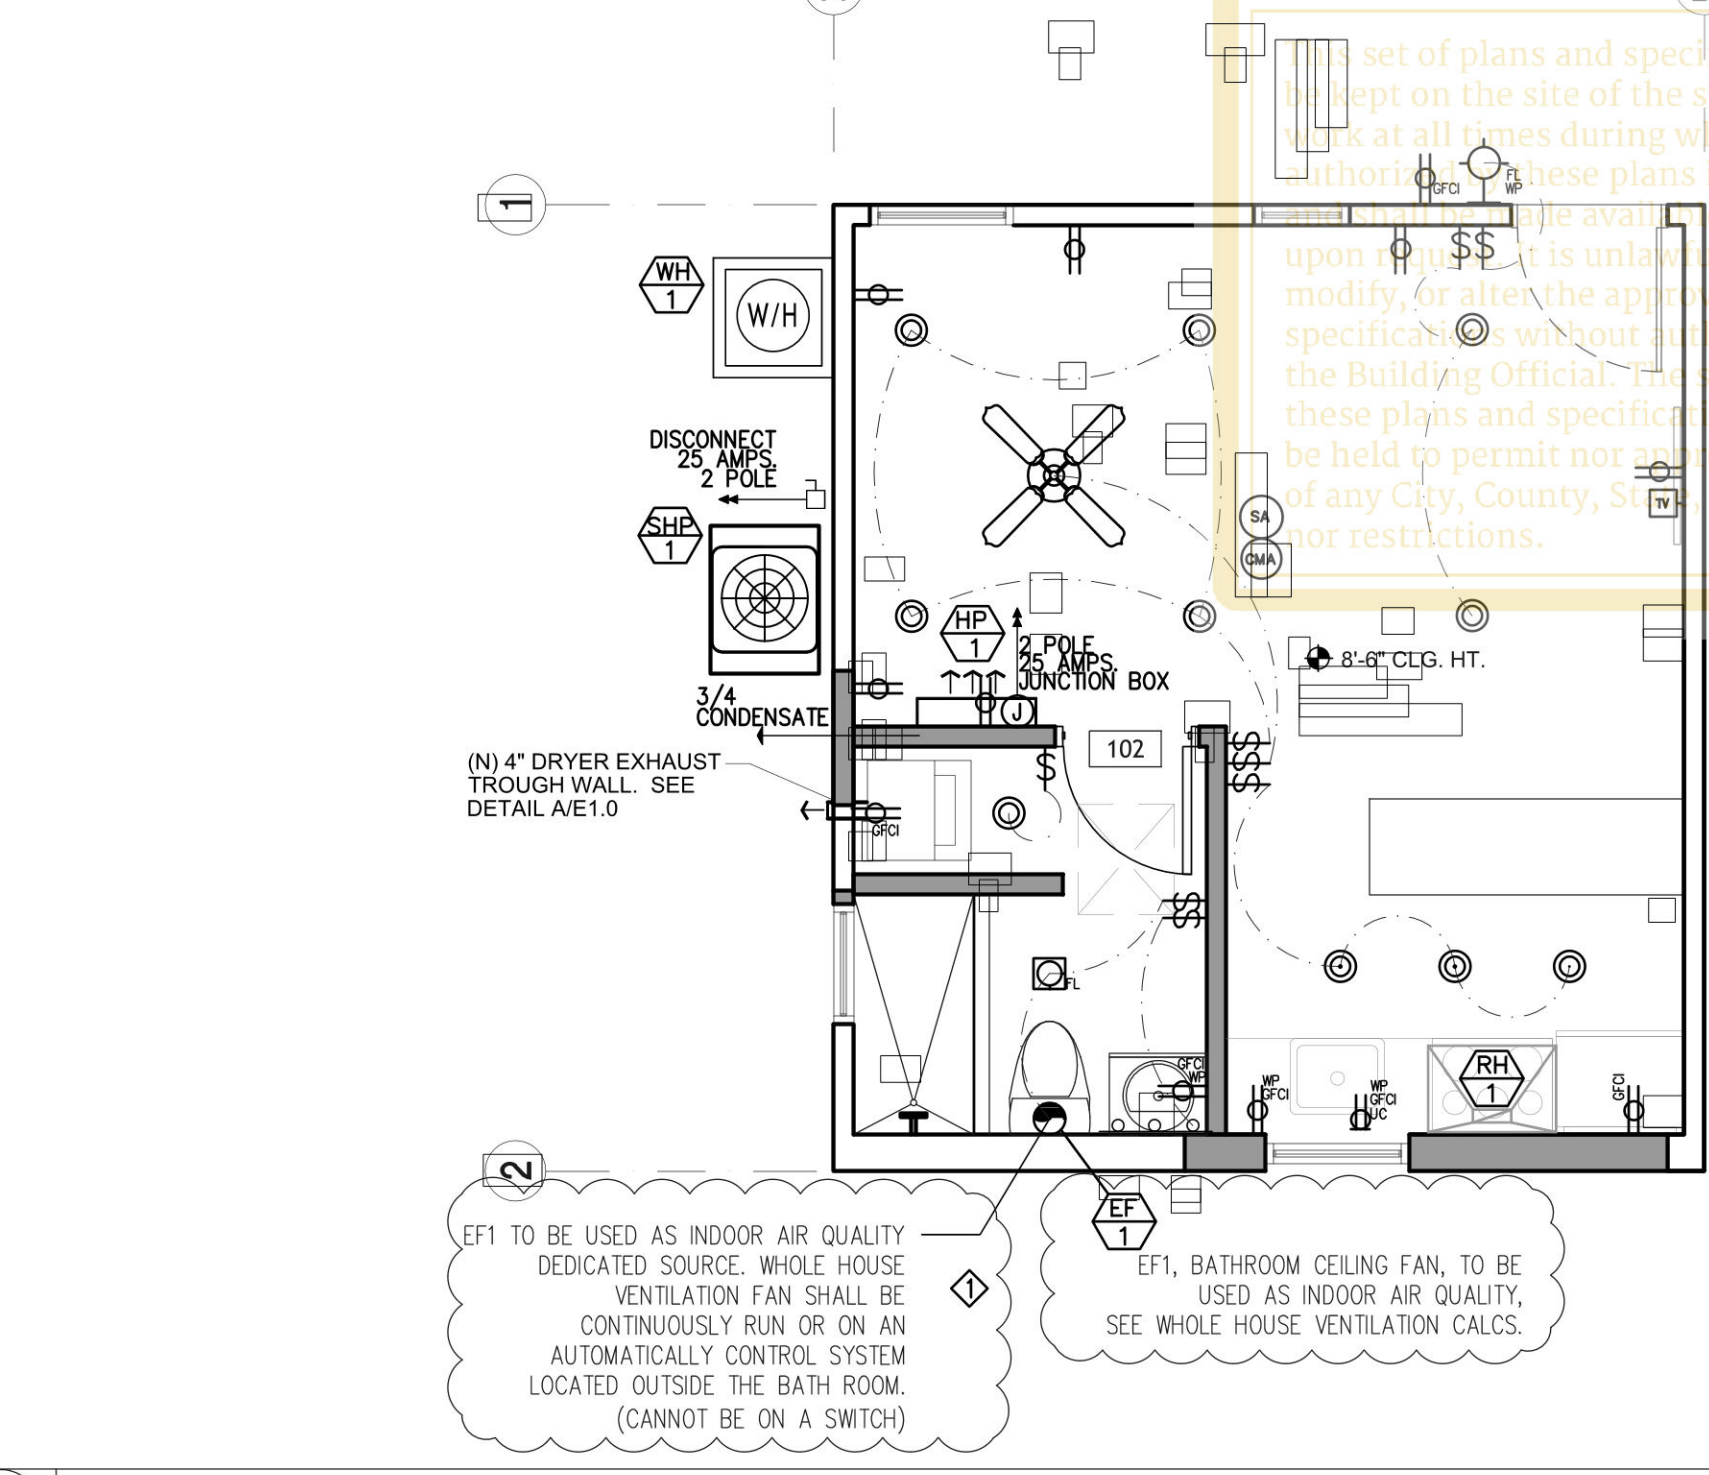 This set of plans and speci
be kept on the site of the s
work at all times during w
authorized by these plans i
and shall be made availab
upon request. It is unlawfu
modify, or alter the approv
specifications without aut
the Building Official. The s
these plans and specificati
be held to permit nor appr
of any City, County, State,
nor restrictions.
1
GFCI
FL
WP
WH
1
W/H
$$
DISCONNECT
25 AMPS.
2 POLE
TV
SA
SHP
1
CMA
HP
1
2 POLE
25 AMPS.
JUNCTION BOX
8'-6" CLG. HT.
3/4
CONDENSATE
J
102
$
$$$
(N) 4" DRYER EXHAUST
TROUGH WALL. SEE
DETAIL A/E1.0
GFCI
$$
FL
GFCI
WP
WP
GFCI
WP
GFCI
UC
RH
1
GFCI
2
EF
1
EF1 TO BE USED AS INDOOR AIR QUALITY
DEDICATED SOURCE. WHOLE HOUSE
VENTILATION FAN SHALL BE
CONTINUOUSLY RUN OR ON AN
AUTOMATICALLY CONTROL SYSTEM
LOCATED OUTSIDE THE BATH ROOM.
(CANNOT BE ON A SWITCH)
1
EF1, BATHROOM CEILING FAN, TO BE
USED AS INDOOR AIR QUALITY,
SEE WHOLE HOUSE VENTILATION CALCS.